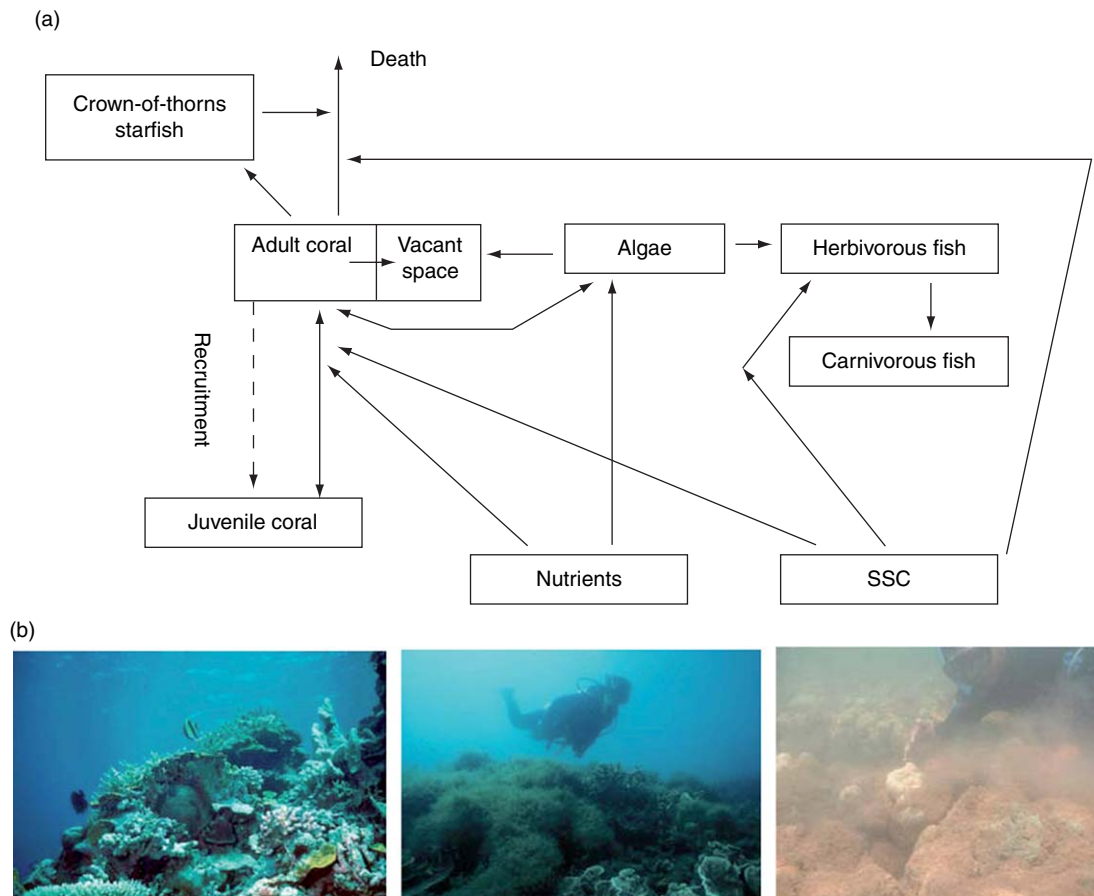 (a)
Death
Crown-of-thorns
starfish
Adult coral
Vacant
space
Algae
Herbivorous fish
Carnivorous fish
Recruitment
Juvenile coral
Nutrients
SSC
(b)